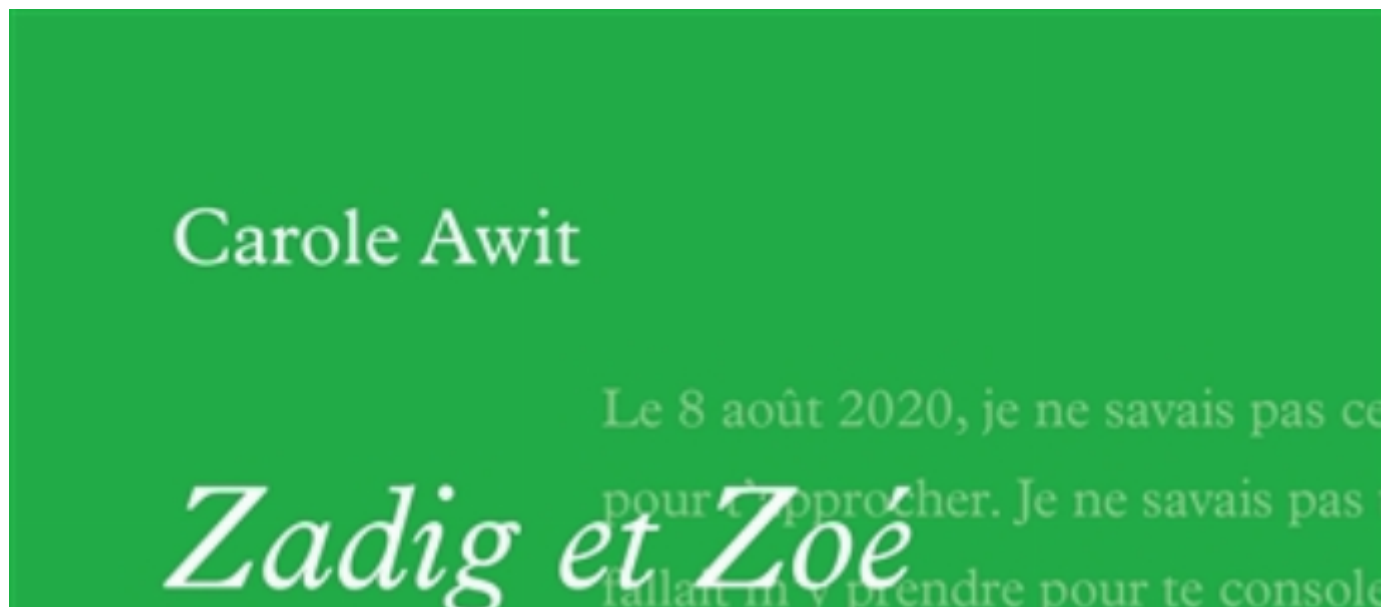 Carole Awit
Le 8 août 2020, je ne savais pas ce
pour t'approcher. Je ne savais pas
Zadig et Zoé
fallait m'y prendre pour te console